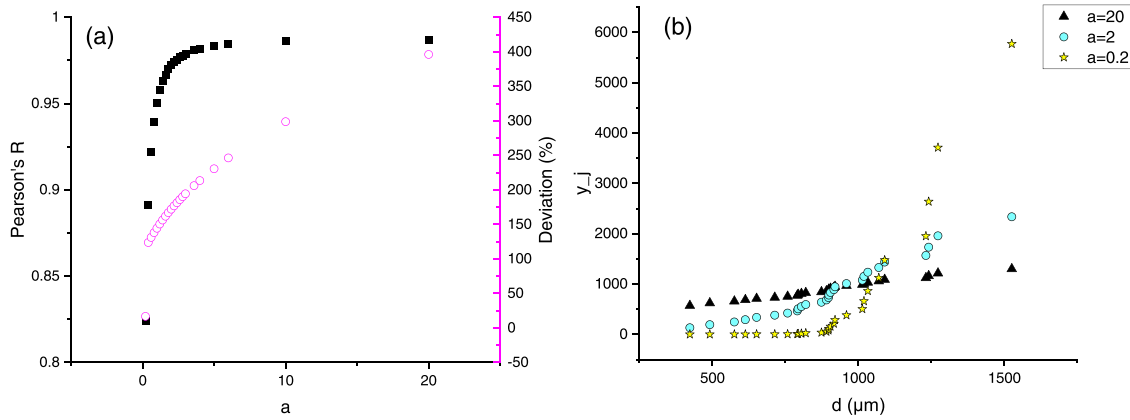 (a)
Pearson's R
1
0.95
0.9
0.85
0.8
0
10
20
a
450
400
350
300
250
200
150
100
50
0
-50
Deviation (%)
(b)
y_j
6000
5000
4000
3000
2000
1000
0
500
1000
1500
d (μm)
a=20
a=2
a=0.2